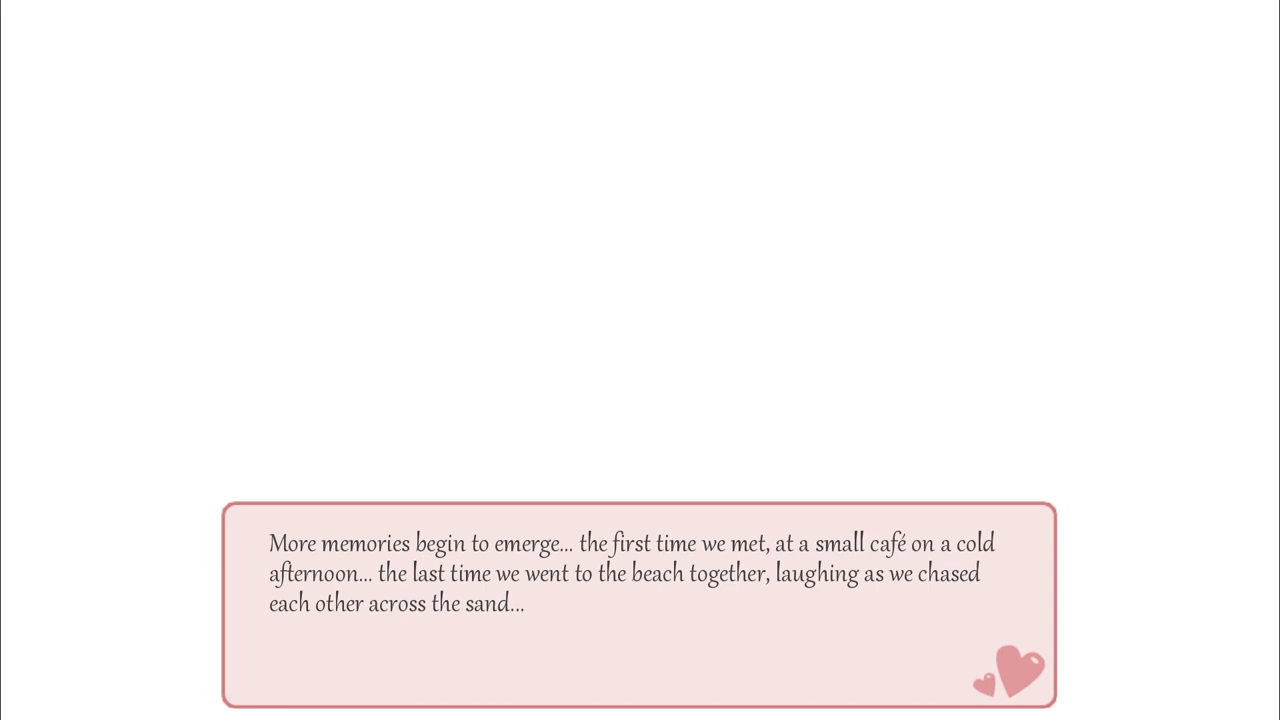 More memories begin to emerge... the first time we met, at a small café on a cold
afternoon... the last time we went to the beach together, laughing as we chased
each other across the sand...